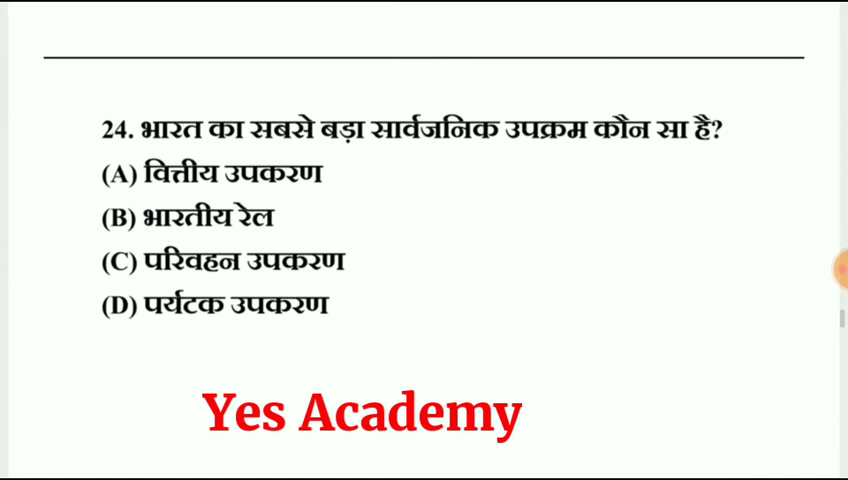 24. भारत का सबसे बड़ा सार्वजनिक उपक्रम कौन सा है?
(A) वित्तीय उपकरण
(B) भारतीय रेल
(C) परिवहन उपकरण
(D) पर्यटक उपकरण
Yes Academy